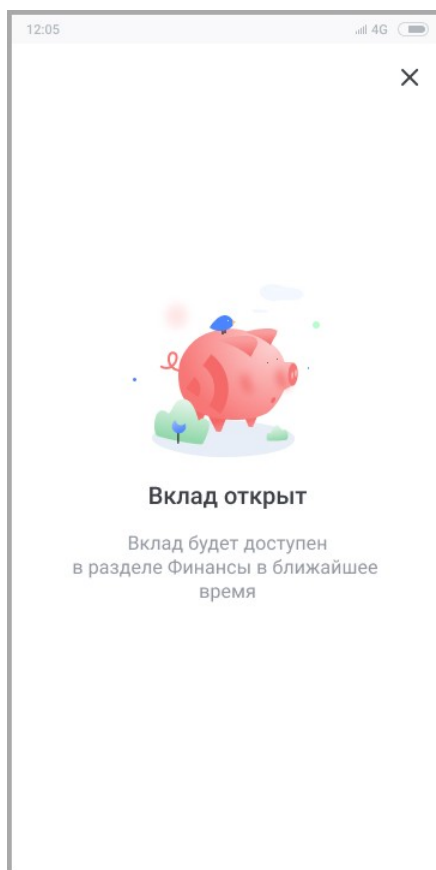 12:05 4G
Вклад открыт
Вклад будет доступен
в разделе Финансы в ближайшее
время